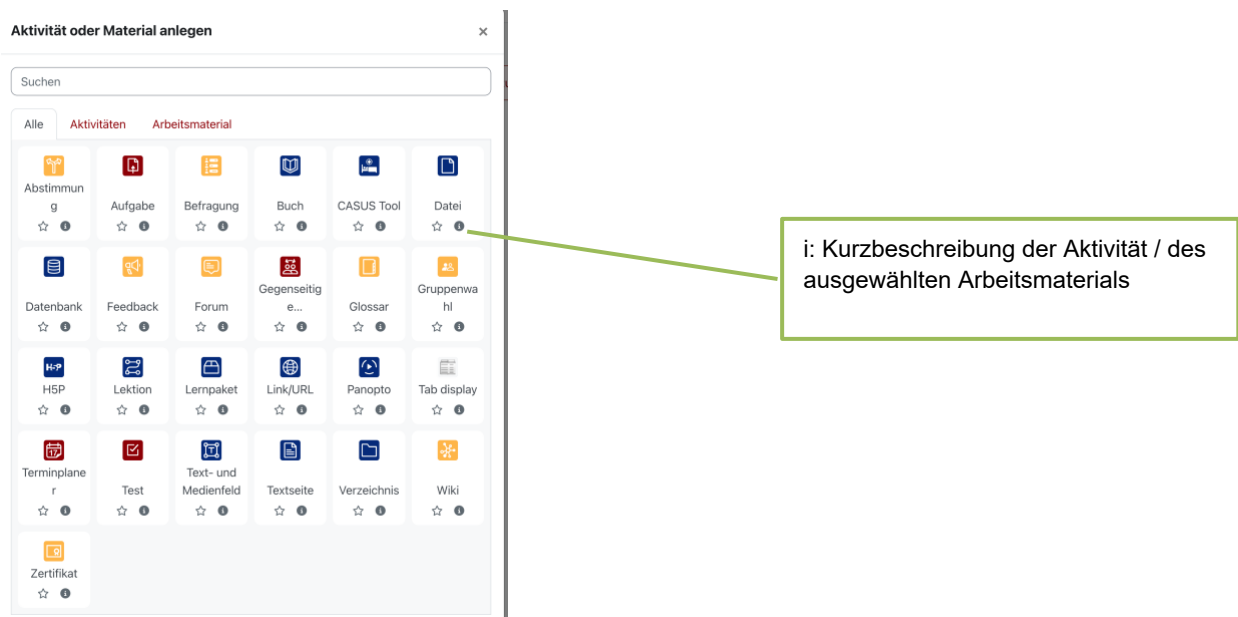 Aktivität oder Material anlegen ×
Suchen
Alle Aktivitäten Arbeitsmaterial
Abstimmun
g Aufgabe Befragung Buch CASUS Tool Datei
Gegenseitig Gruppenwa
Datenbank Feedback Forum e... Glossar hl
H5P
H5P Lektion Lernpaket Link/URL Panopto Tab display
17
Terminplane Text- und
r Test Medienfeld Textseite Verzeichnis Wiki
Zertifikat
i: Kurzbeschreibung der Aktivität / des
ausgewählten Arbeitsmaterials